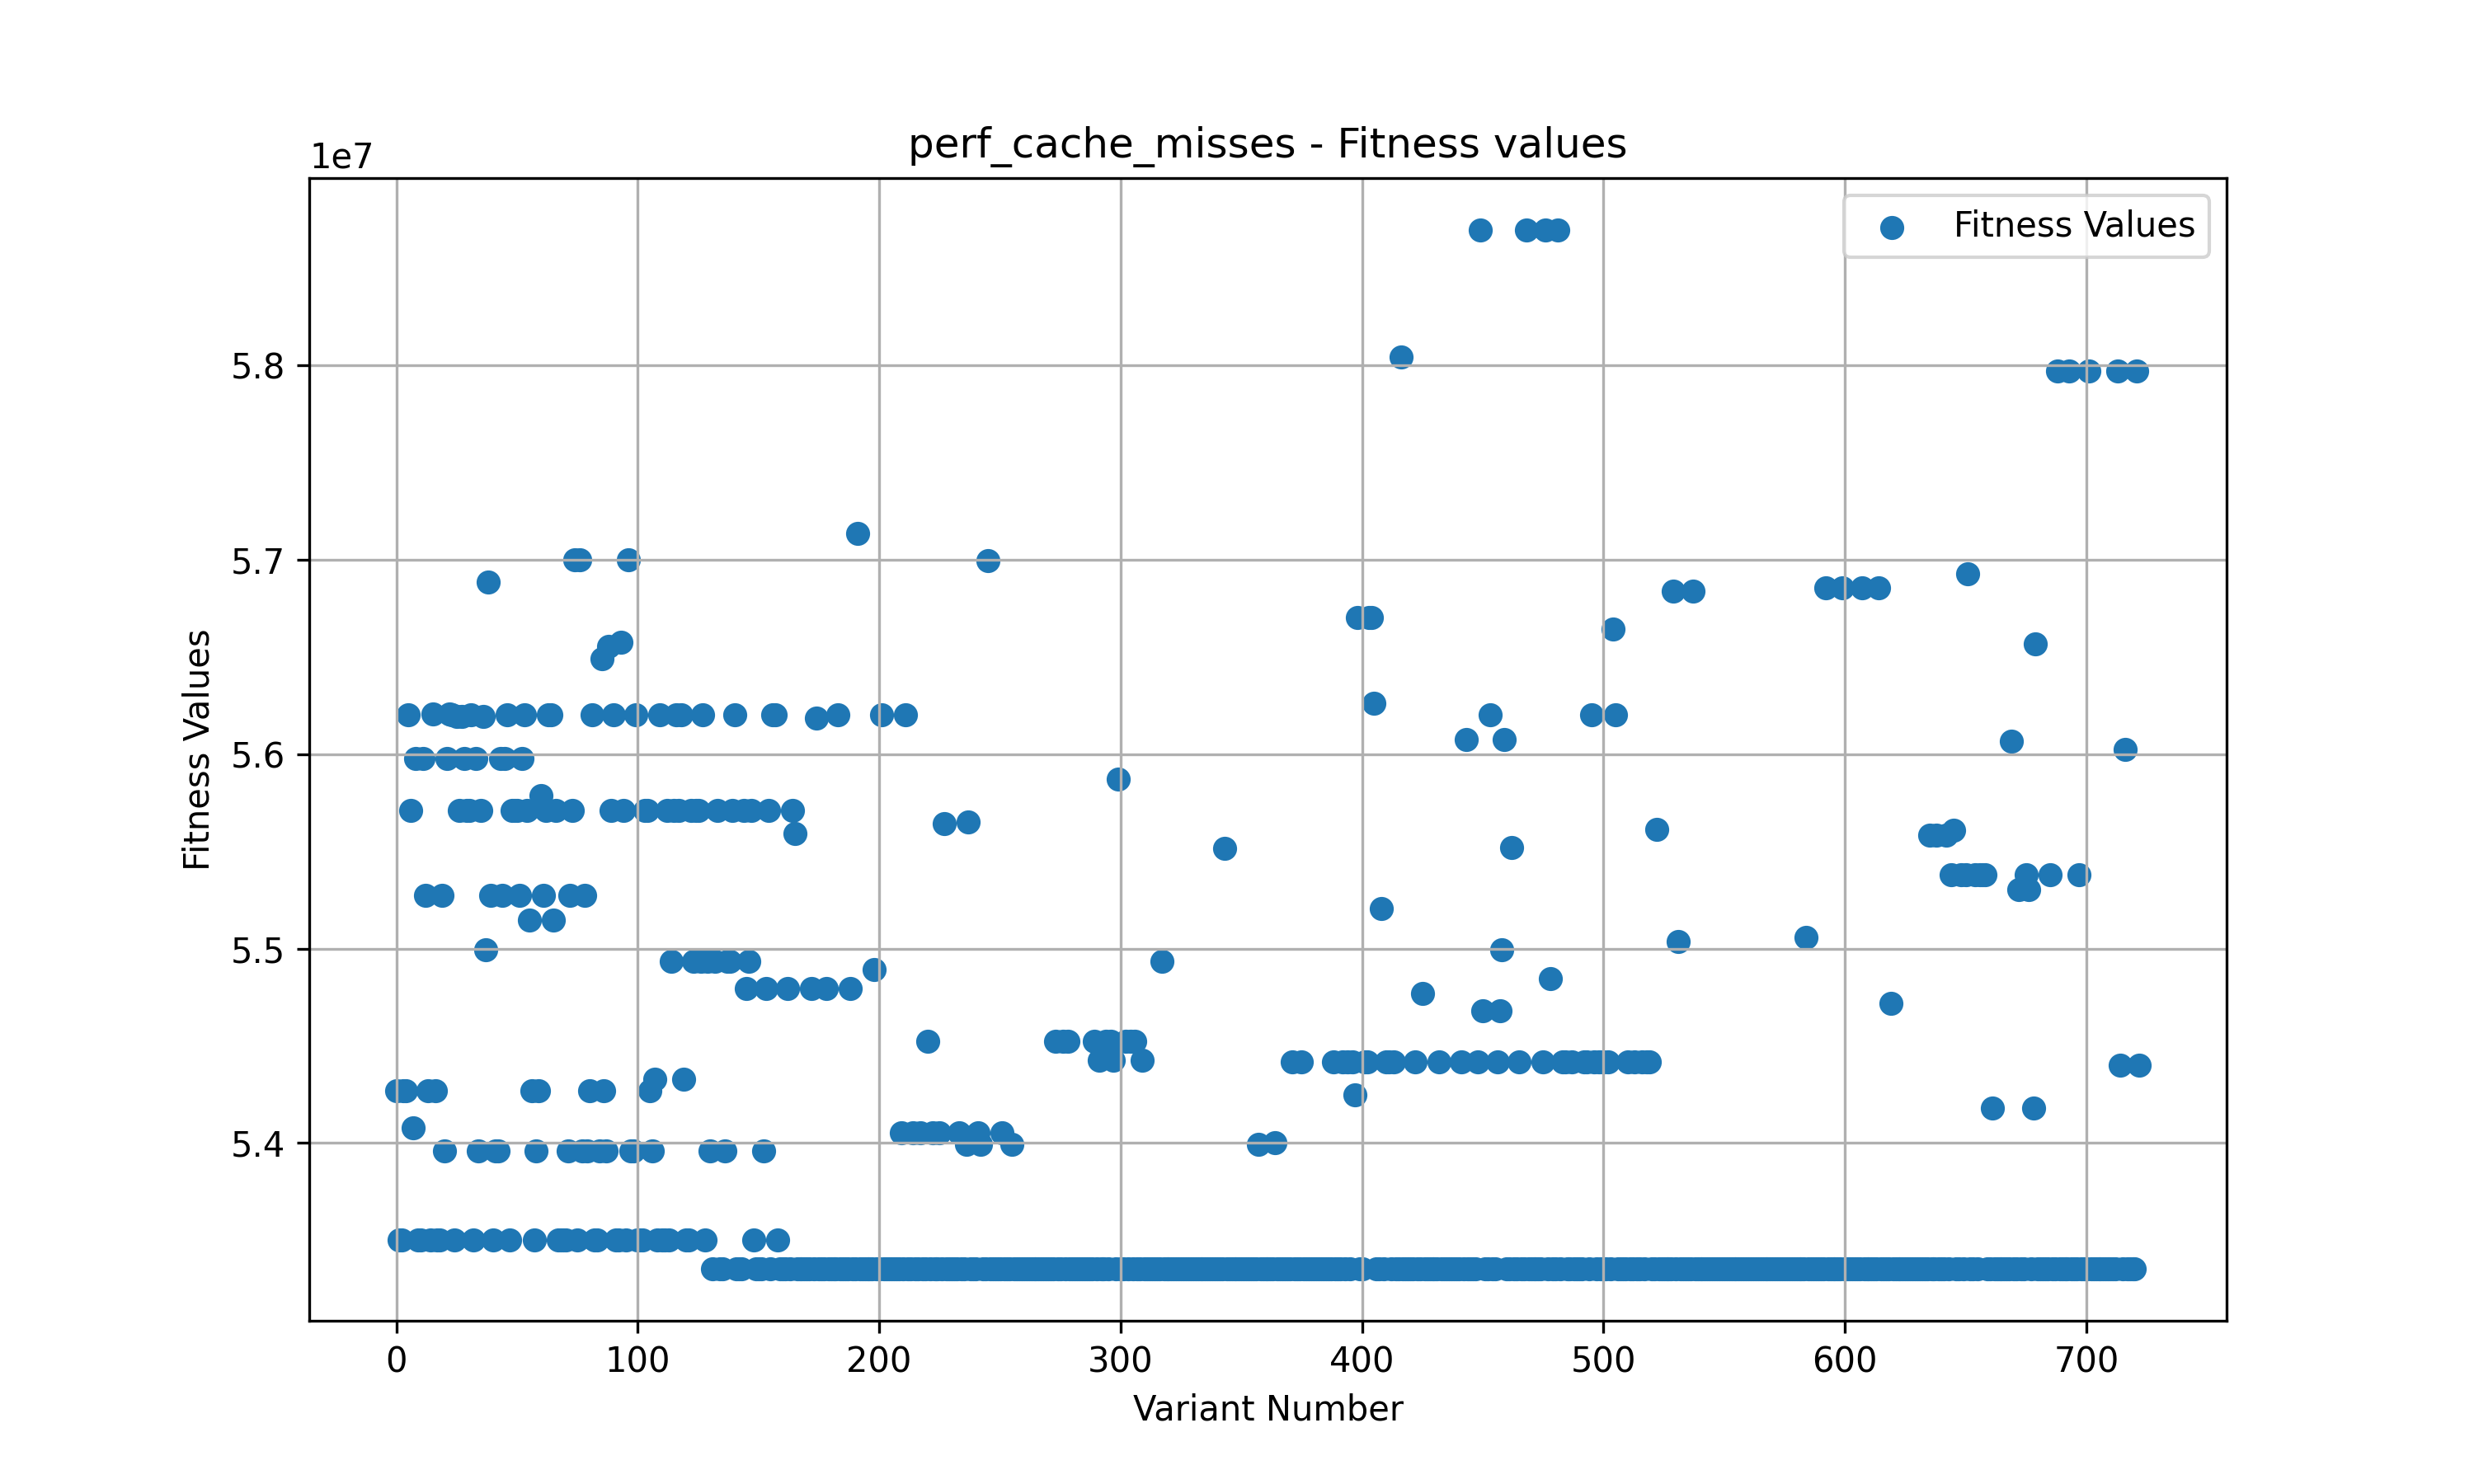 perf_cache_misses - Fitness values
1e7
Fitness Values
5.8
5.7
5.6
5.5
5.4
Fitness Values
0 100 200 300 400 500 600 700
Variant Number